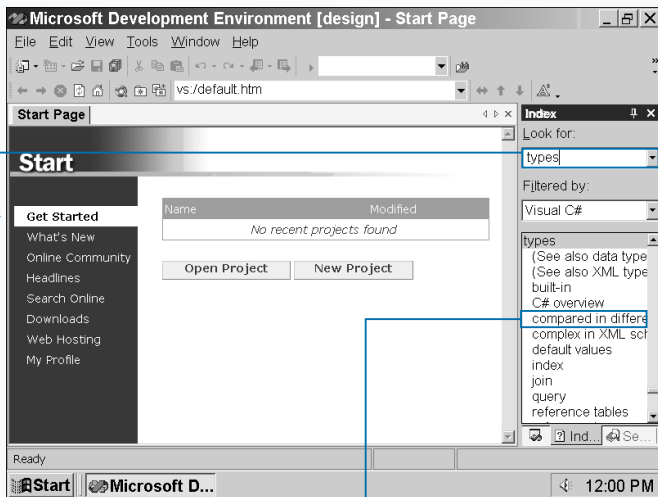 Microsoft Development Environment [design] - Start Page
File Edit View Tools Window Help
vs:/default.htm
Start Page
Index
Look for:
types
Filtered by:
Visual C#
types
(See also data type
(See also XML type
built-in
C# overview
compared in differe
complex in XML sch
default values
index
join
query
reference tables
Ind...
Se...
Start
Get Started
What's New
Online Community
Headlines
Search Online
Downloads
Web Hosting
My Profile
Name Modified
No recent projects found
Open Project New Project
Ready
Start Microsoft D... 12:00 PM